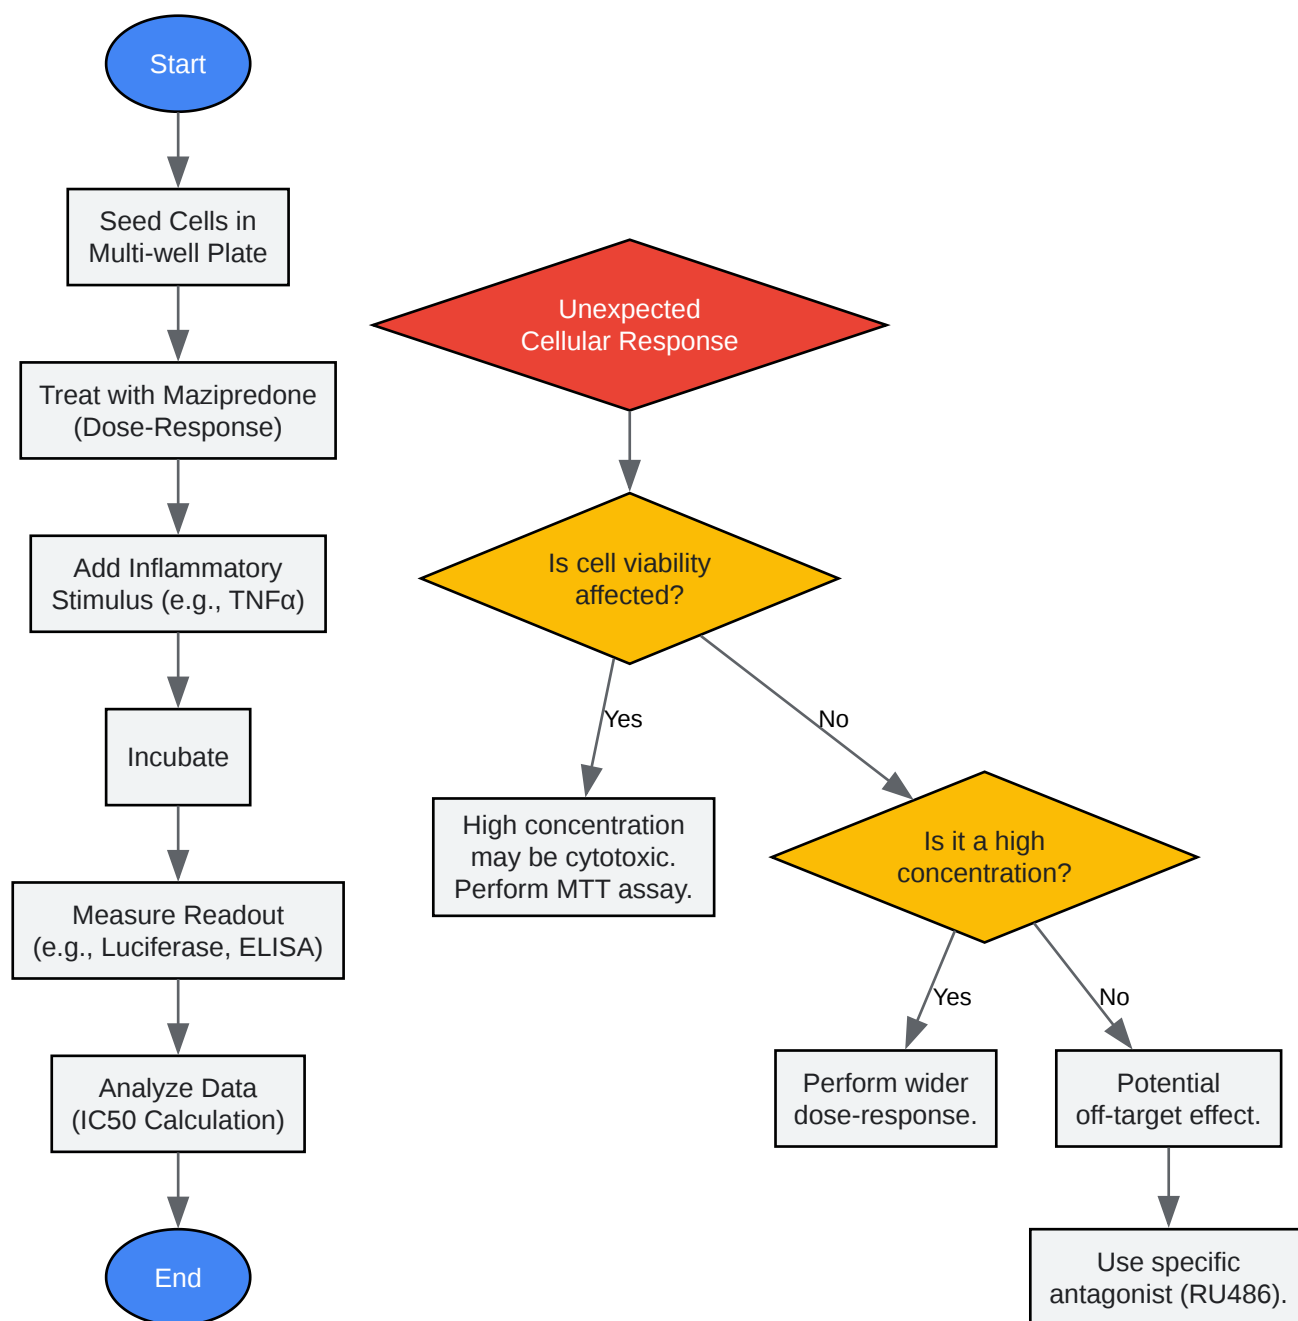 Start
Seed Cells in
Multi-well Plate
Treat with Mazipredone
(Dose-Response)
Add Inflammatory
Stimulus (e.g., TNFα)
Incubate
Measure Readout
(e.g., Luciferase, ELISA)
Analyze Data
(IC50 Calculation)
End
Unexpected
Cellular Response
Is cell viability
affected?
Yes
No
High concentration
may be cytotoxic.
Perform MTT assay.
Is it a high
concentration?
Yes
No
Perform wider
dose-response.
Potential
off-target effect.
Use specific
antagonist (RU486).